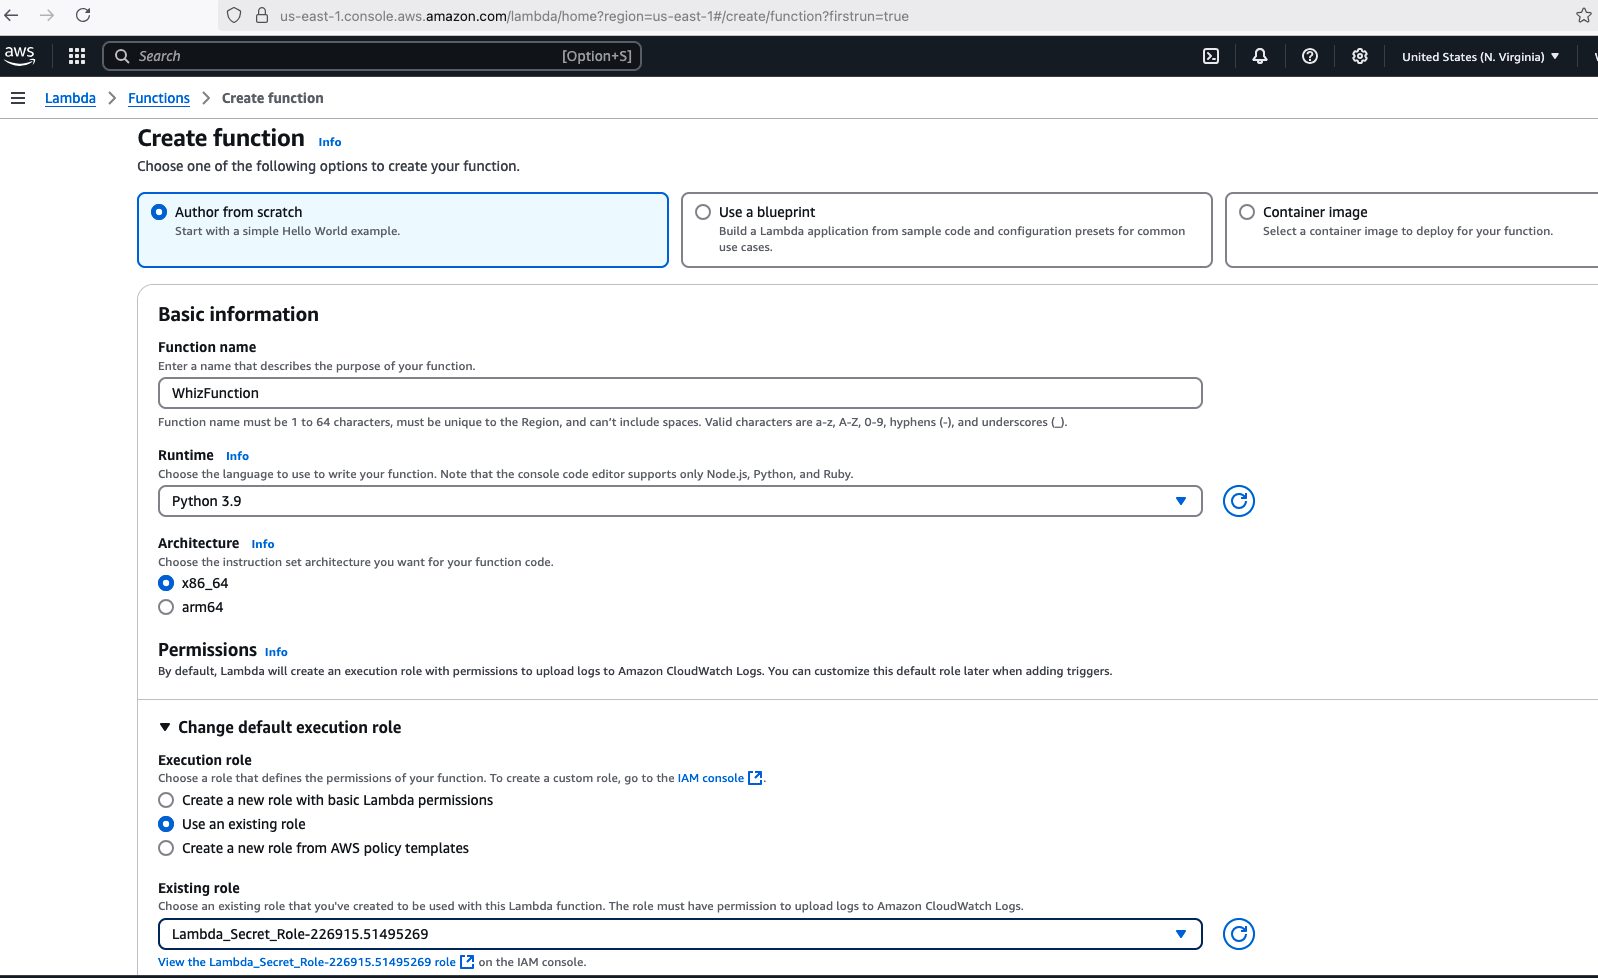 us-east-1.console.aws.amazon.com/lambda/home?region=us-east-1#/create/function?firstrun=true
aws Search [Option+S] United States (N. Virginia)
Lambda Functions Create function
Create function Info
Choose one of the following options to create your function.
Author from scratch
Start with a simple Hello World example.
Use a blueprint
Build a Lambda application from sample code and configuration presets for common
use cases.
Container image
Select a container image to deploy for your function.
Basic information
Function name
Enter a name that describes the purpose of your function.
WhizFunction
Function name must be 1 to 64 characters, must be unique to the Region, and can’t include spaces. Valid characters are a-z, A-Z, 0-9, hyphens (-), and underscores (_).
Runtime Info
Choose the language to use to write your function. Note that the console code editor supports only Node.js, Python, and Ruby.
Python 3.9
Architecture Info
Choose the instruction set architecture you want for your function code.
x86_64
arm64
Permissions Info
By default, Lambda will create an execution role with permissions to upload logs to Amazon CloudWatch Logs. You can customize this default role later when adding triggers.
Change default execution role
Execution role
Choose a role that defines the permissions of your function. To create a custom role, go to the IAM console.
Create a new role with basic Lambda permissions
Use an existing role
Create a new role from AWS policy templates
Existing role
Choose an existing role that you've created to be used with this Lambda function. The role must have permission to upload logs to Amazon CloudWatch Logs.
Lambda_Secret_Role-226915.51495269
View the Lambda_Secret_Role-226915.51495269 role on the IAM console.